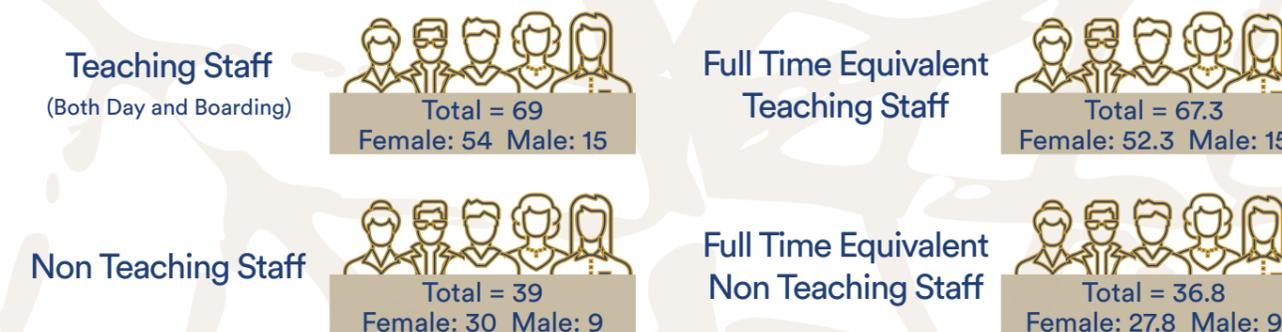 Teaching Staff
(Both Day and Boarding)
Total = 69
Female: 54 Male: 15
Full Time Equivalent
Teaching Staff
Total = 67.3
Female: 52.3 Male: 15
Non Teaching Staff
Total = 39
Female: 30 Male: 9
Full Time Equivalent
Non Teaching Staff
Total = 36.8
Female: 27.8 Male: 9